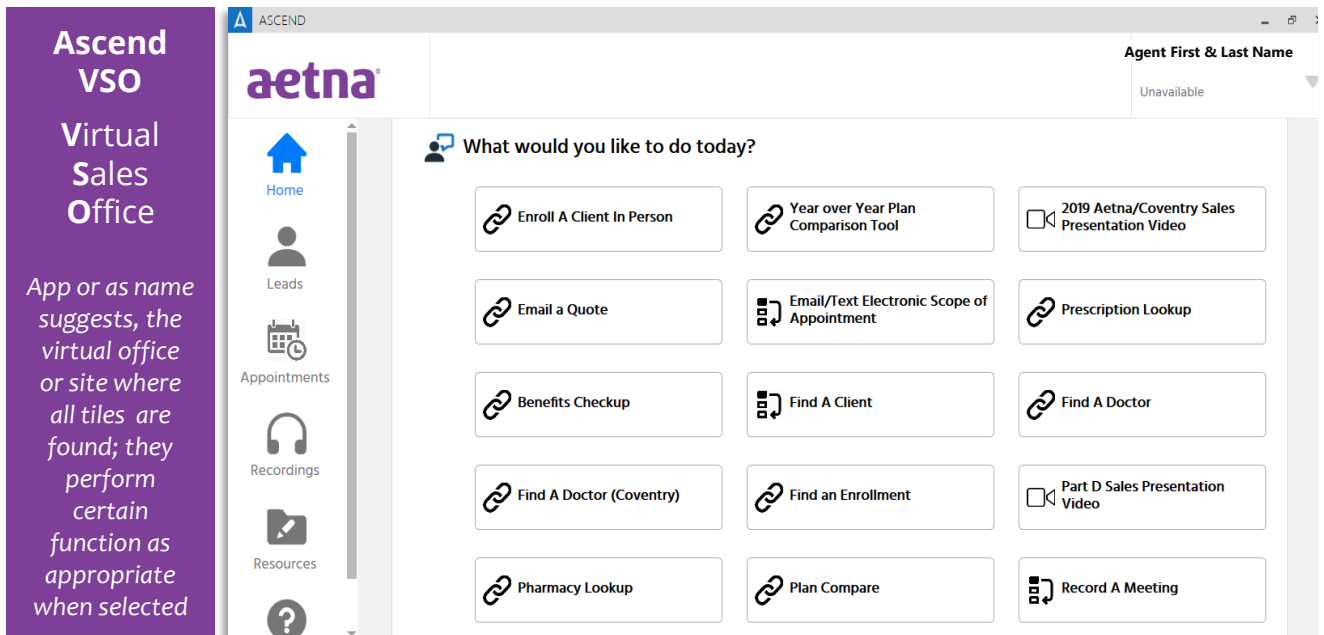 Ascend
VSO
Virtual
Sales
Office
App or as name
suggests, the
virtual office
or site where
all tiles are
found; they
perform
certain
function as
appropriate
when selected
ASCEND
aetna
Agent First & Last Name
Unavailable
Home
Leads
Appointments
Recordings
Resources
What would you like to do today?
Enroll A Client In Person
Year over Year Plan
Comparison Tool
2019 Aetna/Coventry Sales
Presentation Video
Email a Quote
Email/Text Electronic Scope of
Appointment
Prescription Lookup
Benefits Checkup
Find A Client
Find A Doctor
Find A Doctor (Coventry)
Find an Enrollment
Part D Sales Presentation
Video
Pharmacy Lookup
Plan Compare
Record A Meeting